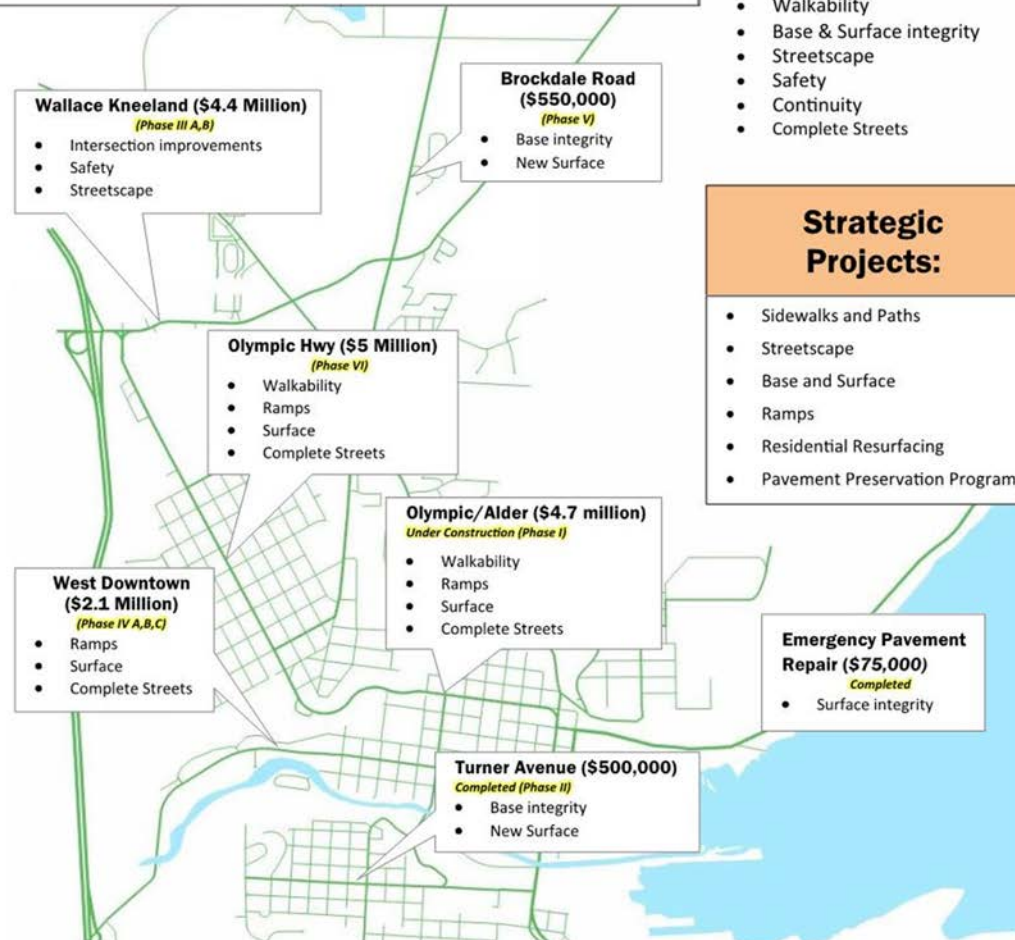 Walkability
Base & Surface integrity
Streetscape
Safety
Continuity
Complete Streets
Brockdale Road
($550,000)
(Phase V)
Base integrity
New Surface
Wallace Kneeland ($4.4 Million)
(Phase III A,B)
Intersection improvements
Safety
Streetscape
Strategic
Projects:
Sidewalks and Paths
Streetscape
Base and Surface
Ramps
Residential Resurfacing
Pavement Preservation Program
Olympic Hwy ($5 Million)
(Phase VI)
Walkability
Ramps
Surface
Complete Streets
Olympic/Alder ($4.7 million)
Under Construction (Phase I)
Walkability
Ramps
Surface
Complete Streets
West Downtown
($2.1 Million)
(Phase IV A,B,C)
Ramps
Surface
Complete Streets
Emergency Pavement
Repair ($75,000)
Completed
Surface integrity
Turner Avenue ($500,000)
Completed (Phase II)
Base integrity
New Surface